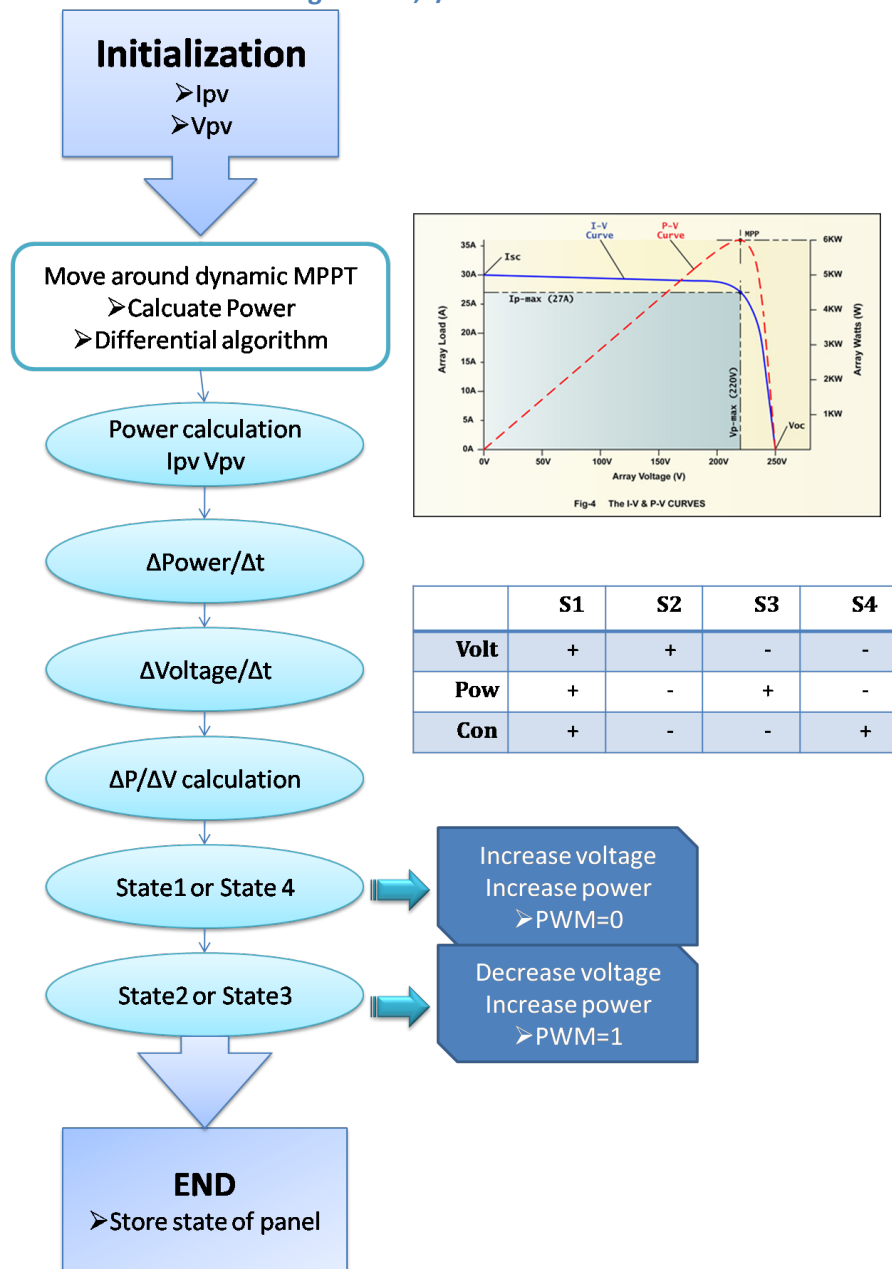 Initialization
➢Ipv
➢Vpv
Move around dynamic MPPT
➢Calcuate Power
➢Differential algorithm
Power calculation
Ipv Vpv
ΔPower/Δt
ΔVoltage/Δt
ΔP/ΔV calculation
State1 or State 4
State2 or State3
END
➢Store state of panel
I-V
Curve
P-V
Curve
MPP
Isc
Ip-max (27A)
Vp-max (220V)
Voc
35A
30A
25A
20A
15A
10A
5A
0A
Array Load (A)
6KW
5KW
4KW
3KW
2KW
1KW
Array Watts (W)
0V 50V 100V 150V 200V 250V
Array Voltage (V)
Fig-4 The I-V & P-V CURVES
S1 S2 S3 S4
Volt + + - -
Pow + - + -
Con + - - +
Increase voltage
Increase power
➢PWM=0
Decrease voltage
Increase power
➢PWM=1